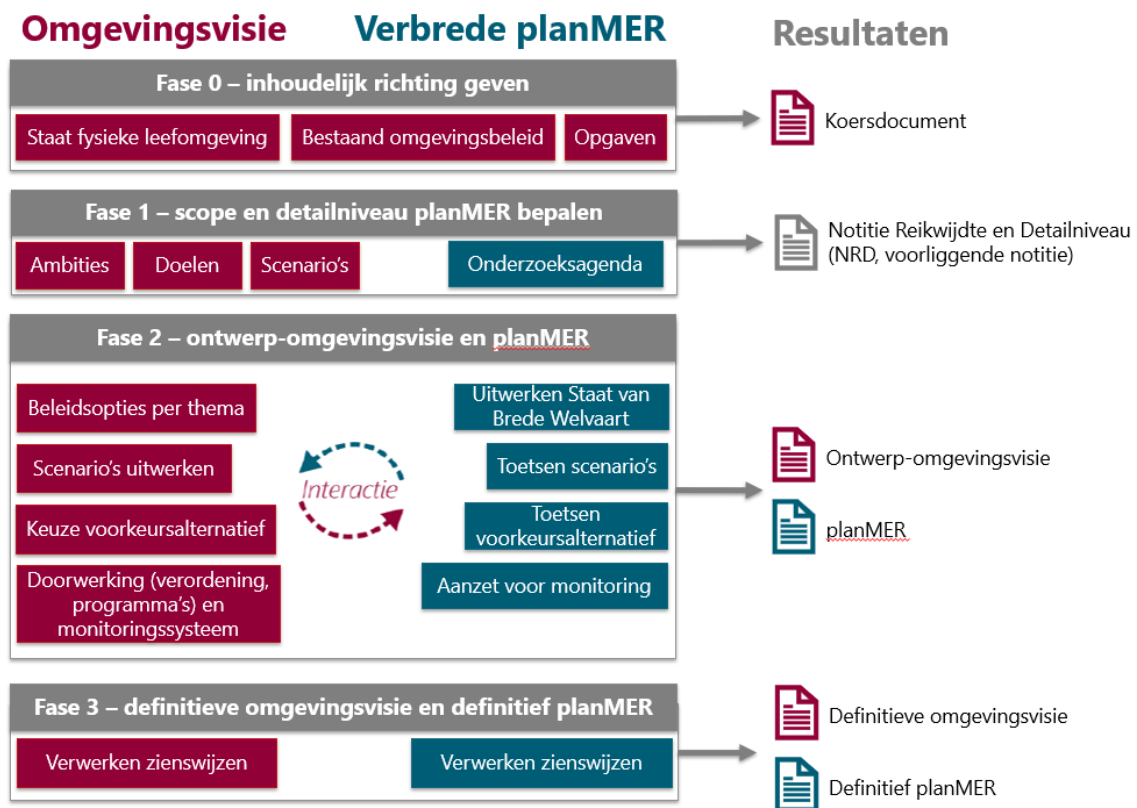 Omgevingsvisie
Verbrede planMER
Resultaten
Fase 0 – inhoudelijk richting geven
Staat fysieke leefomgeving
Bestaand omgevingsbeleid
Opgaven
Koersdocument
Fase 1 – scope en detailniveau planMER bepalen
Ambities
Doelen
Scenario's
Onderzoeksagenda
Notitie Reikwijdte en Detailniveau
(NRD, voorliggende notitie)
Fase 2 – ontwerp-omgevingsvisie en planMER
Beleidsopties per thema
Scenario's uitwerken
Keuze voorkeursalternatief
Doorwerking (verordening,
programma's) en
monitoringssysteem
Interactie
Uitwerken Staat van
Brede Welvaart
Toetsen scenario's
Toetsen
voorkeursalternatief
Aanzet voor monitoring
Ontwerp-omgevingsvisie
planMER
Fase 3 – definitieve omgevingsvisie en definitief planMER
Verwerken zienswijzen
Verwerken zienswijzen
Definitieve omgevingsvisie
Definitief planMER